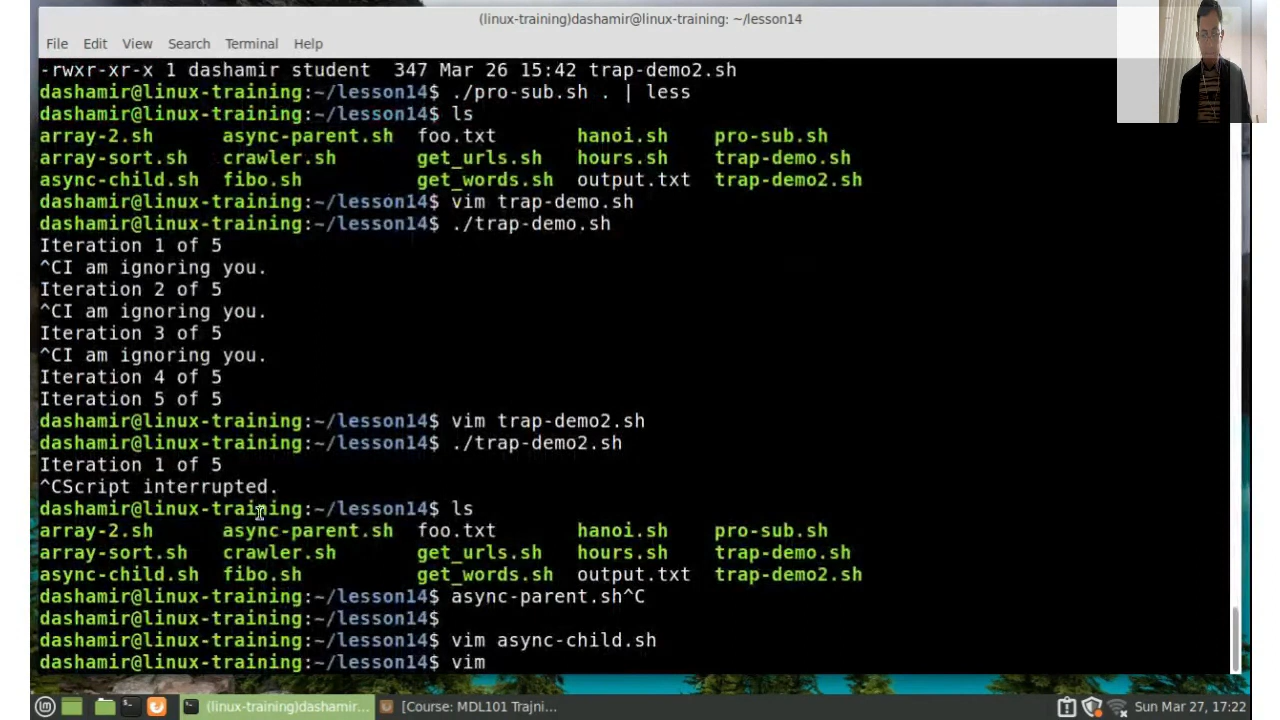 (linux-training)dashamir@linux-training: ~/lesson14
File Edit View Search Terminal Help
-rwxr-xr-x 1 dashamir student  347 Mar 26 15:42 trap-demo2.sh
dashamir@linux-training:~/lesson14$ ./pro-sub.sh . | less
dashamir@linux-training:~/lesson14$ ls
array-2.sh async-parent.sh foo.txt hanoi.sh pro-sub.sh
array-sort.sh crawler.sh get_urls.sh hours.sh trap-demo.sh
async-child.sh fibo.sh get_words.sh output.txt trap-demo2.sh
dashamir@linux-training:~/lesson14$ vim trap-demo.sh
dashamir@linux-training:~/lesson14$ ./trap-demo.sh
Iteration 1 of 5
^CI am ignoring you.
Iteration 2 of 5
^CI am ignoring you.
Iteration 3 of 5
^CI am ignoring you.
Iteration 4 of 5
Iteration 5 of 5
dashamir@linux-training:~/lesson14$ vim trap-demo2.sh
dashamir@linux-training:~/lesson14$ ./trap-demo2.sh
Iteration 1 of 5
^CScript interrupted.
dashamir@linux-training:~/lesson14$ ls
array-2.sh async-parent.sh foo.txt hanoi.sh pro-sub.sh
array-sort.sh crawler.sh get_urls.sh hours.sh trap-demo.sh
async-child.sh fibo.sh get_words.sh output.txt trap-demo2.sh
dashamir@linux-training:~/lesson14$ async-parent.sh^C
dashamir@linux-training:~/lesson14$
dashamir@linux-training:~/lesson14$ vim async-child.sh
dashamir@linux-training:~/lesson14$ vim
(linux-training)dashamir... [Course: MDL101 Trajni... Sun Mar 27, 17:22